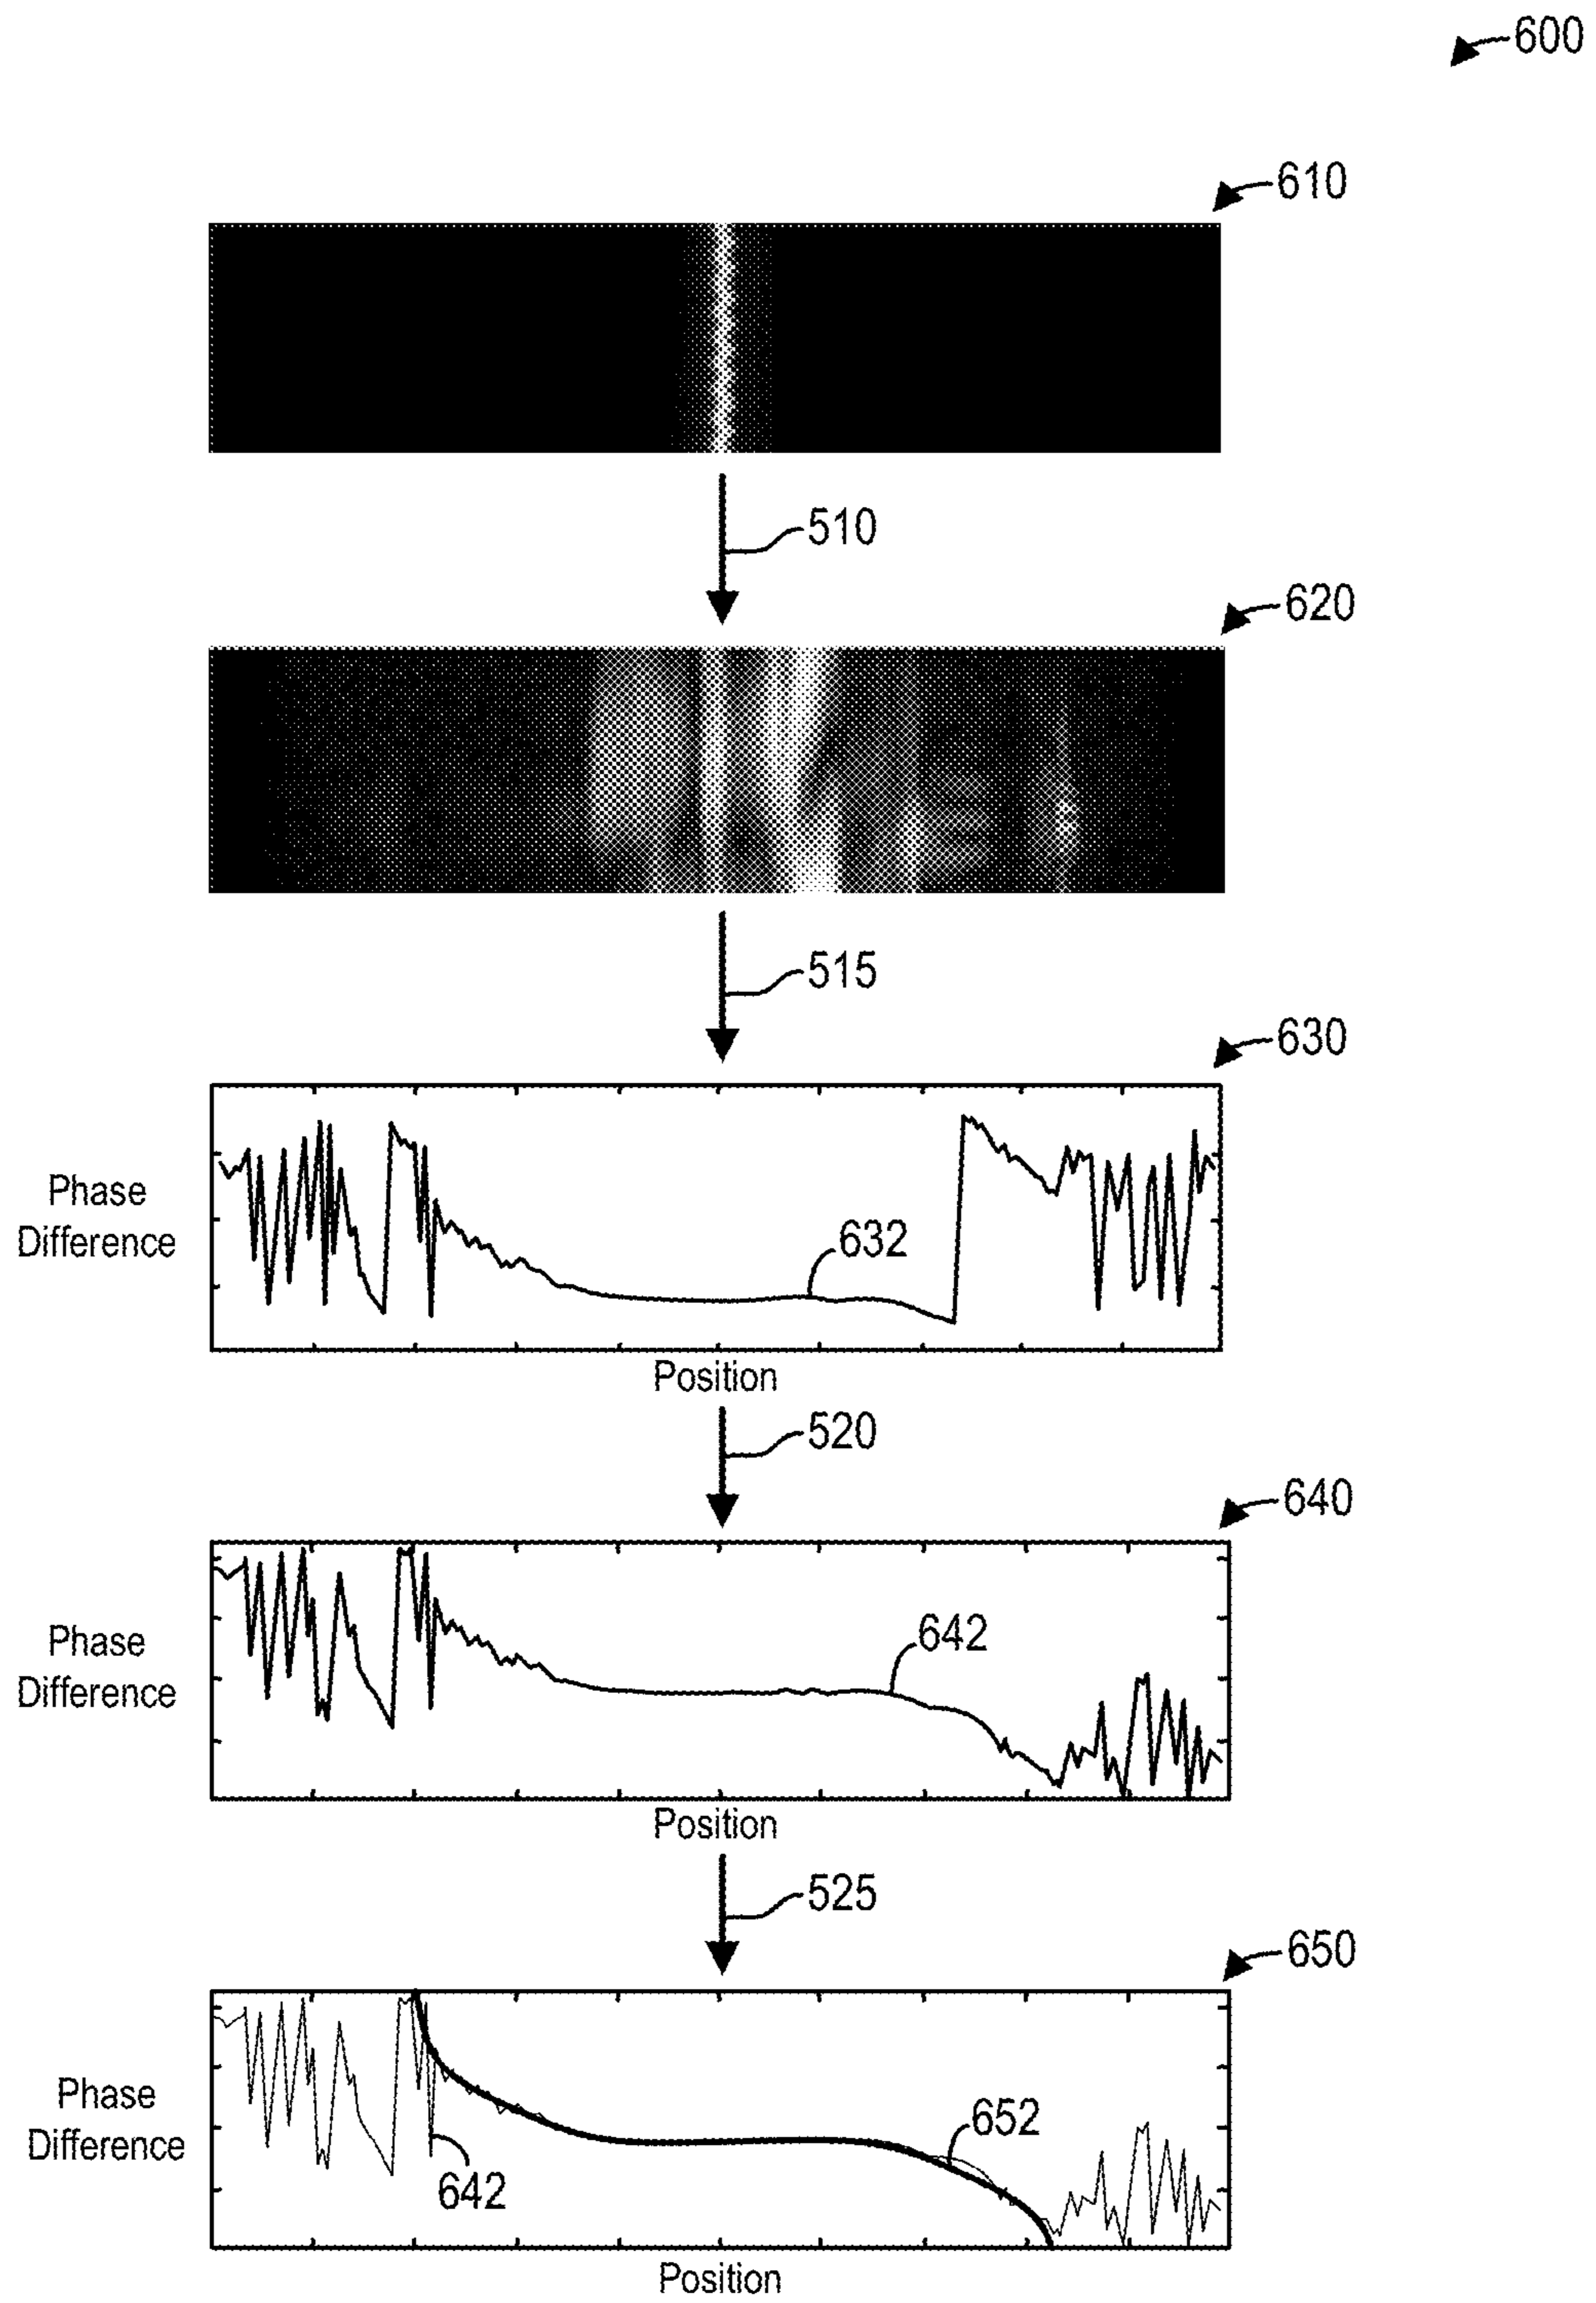 600
610
510
620
515
630
Phase
Difference
632
Position
520
640
Phase
Difference
642
Position
525
650
Phase
Difference
652
642
Position